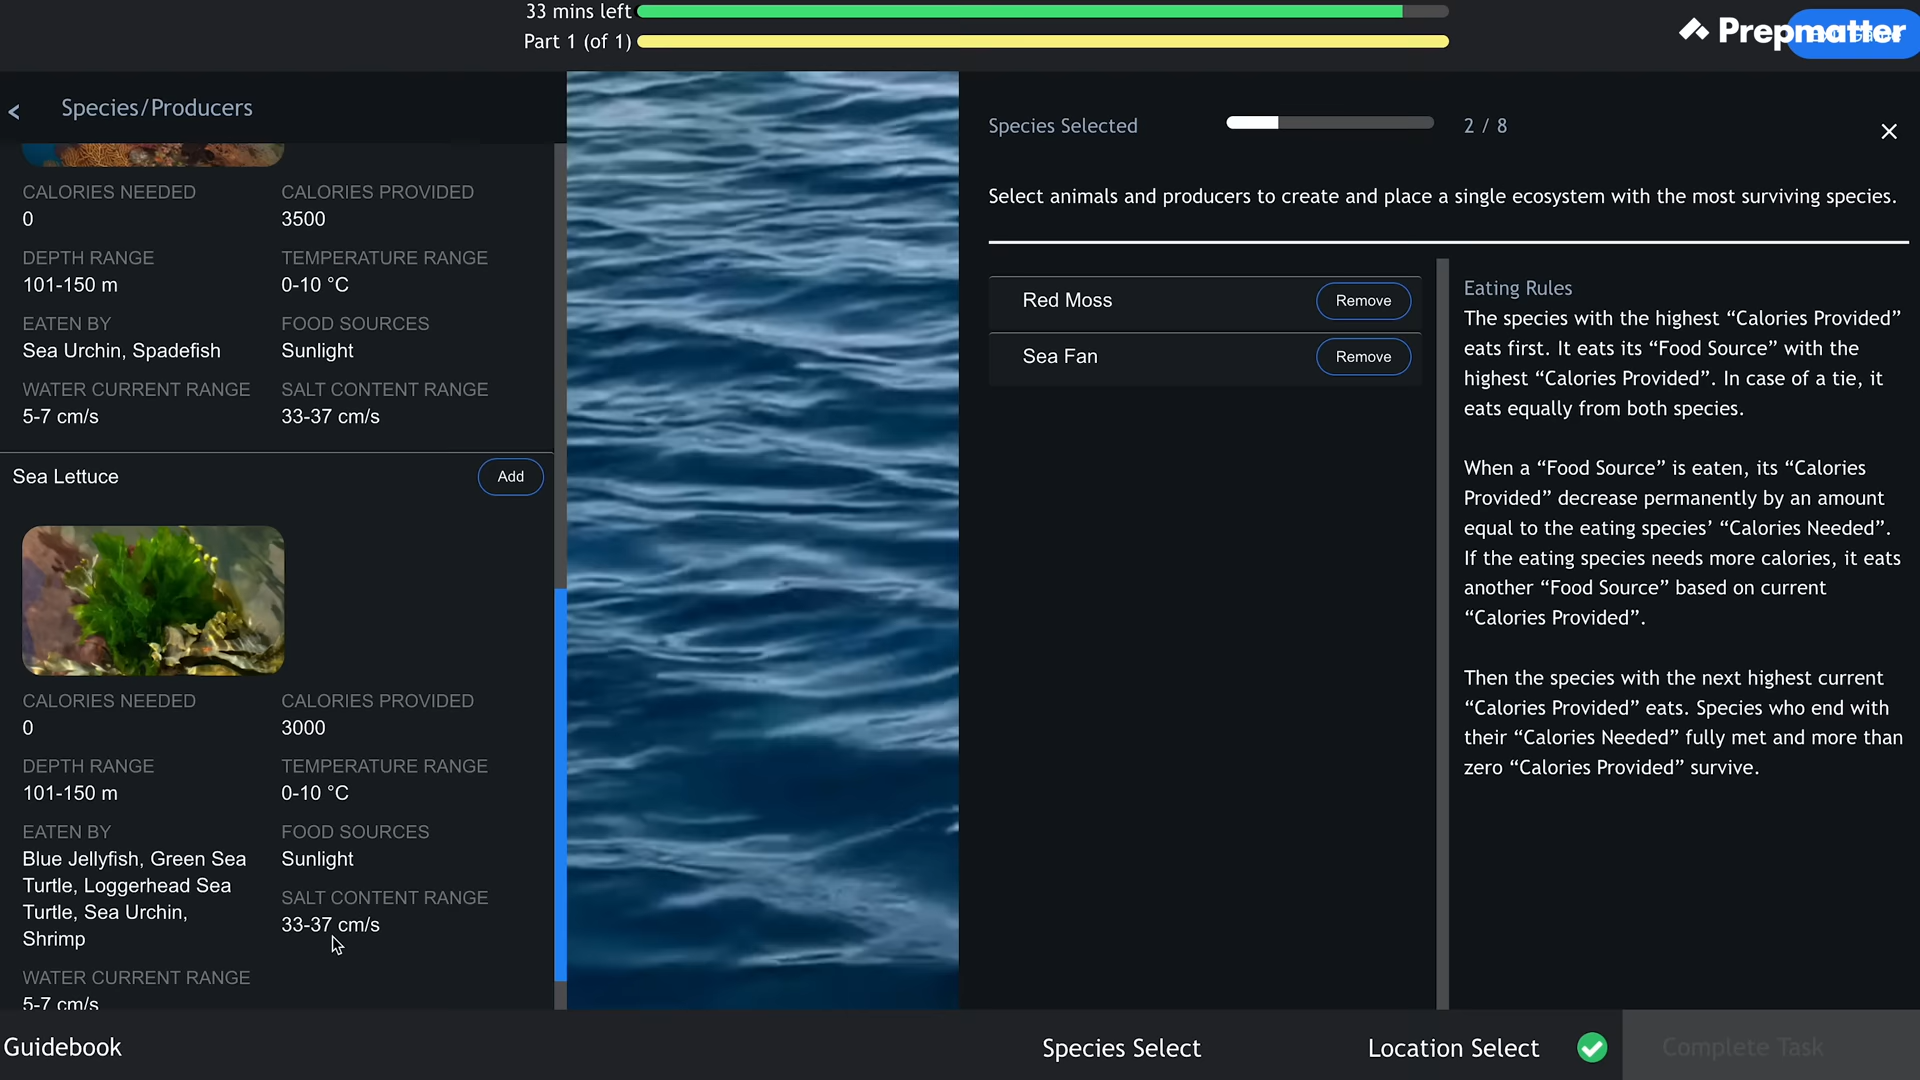 33 mins left
Part 1 (of 1)
Prepmatter
< Species/Producers
CALORIES NEEDED CALORIES PROVIDED
0 3500
DEPTH RANGE TEMPERATURE RANGE
101-150 m 0-10 °C
EATEN BY FOOD SOURCES
Sea Urchin, Spadefish Sunlight
WATER CURRENT RANGE SALT CONTENT RANGE
5-7 cm/s 33-37 cm/s
Sea Lettuce Add
CALORIES NEEDED CALORIES PROVIDED
0 3000
DEPTH RANGE TEMPERATURE RANGE
101-150 m 0-10 °C
EATEN BY FOOD SOURCES
Blue Jellyfish, Green Sea Sunlight
Turtle, Loggerhead Sea
Turtle, Sea Urchin,
Shrimp
SALT CONTENT RANGE
33-37 cm/s
WATER CURRENT RANGE
5-7 cm/s
Species Selected 2 / 8
Select animals and producers to create and place a single ecosystem with the most surviving species.
Red Moss Remove
Sea Fan Remove
Eating Rules
The species with the highest “Calories Provided”
eats first. It eats its “Food Source” with the
highest “Calories Provided”. In case of a tie, it
eats equally from both species.
When a “Food Source” is eaten, its “Calories
Provided” decrease permanently by an amount
equal to the eating species’ “Calories Needed”.
If the eating species needs more calories, it eats
another “Food Source” based on current
“Calories Provided”.
Then the species with the next highest current
“Calories Provided” eats. Species who end with
their “Calories Needed” fully met and more than
zero “Calories Provided” survive.
Guidebook
Species Select
Location Select
Complete Task